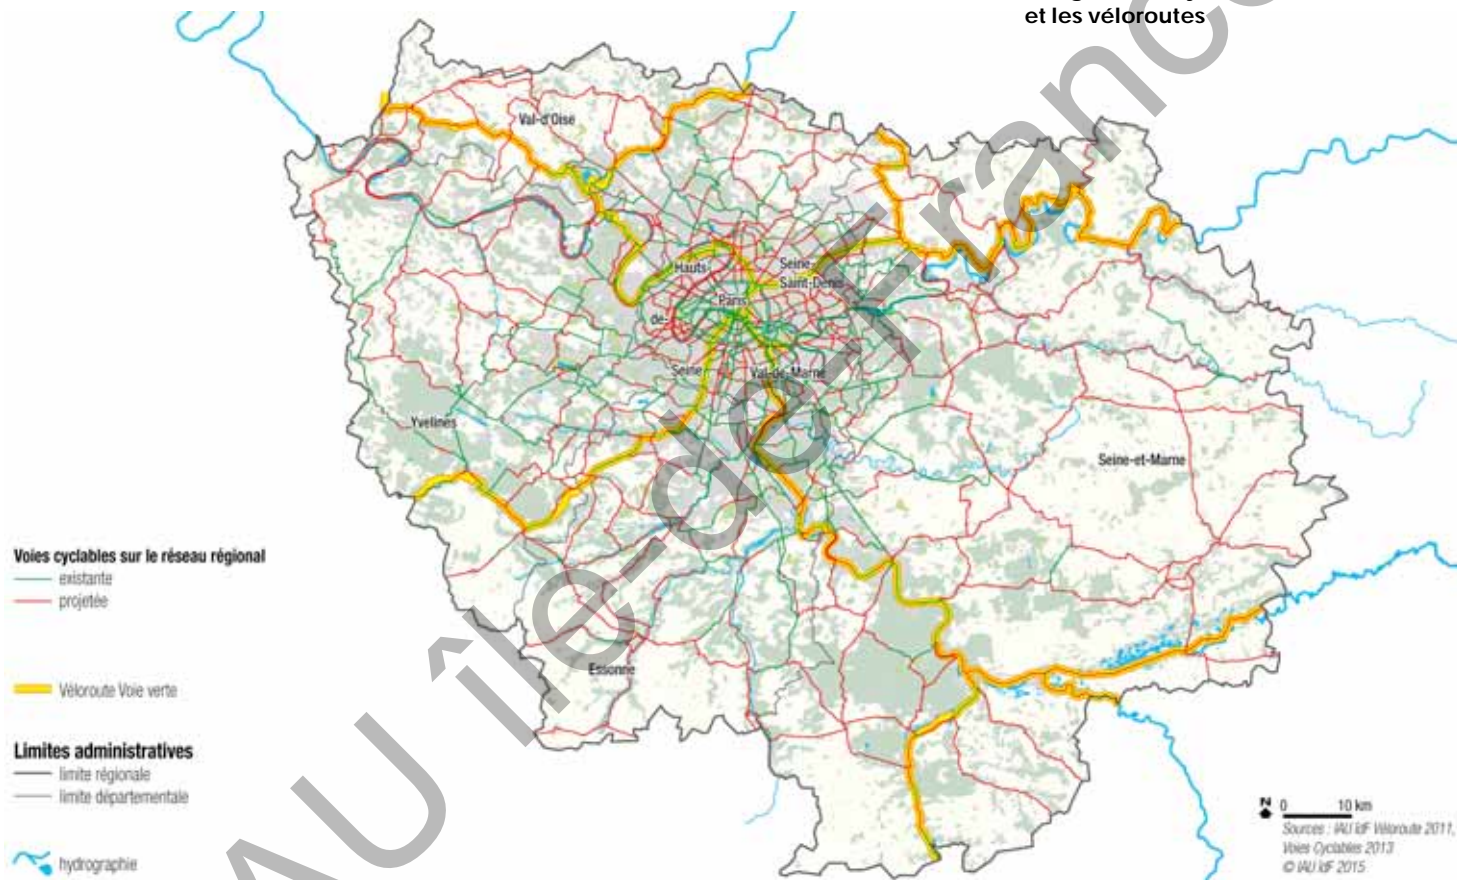 et les véloroutes
Val-d'Oise
Hauts-
Seine-
Saint-Denis
Paris
de-
Seine
Val-de-Marne
Yvelines
Seine-et-Marne
Essonne
Voies cyclables sur le réseau régional
existante
projetée
Véloroute Voie verte
Limites administratives
limite régionale
limite départementale
hydrographie
N 0 10 km
Sources : IAU îdF Véloroute 2011,
Voies Cyclables 2013
© IAU îdF 2015
IAU île-de-France